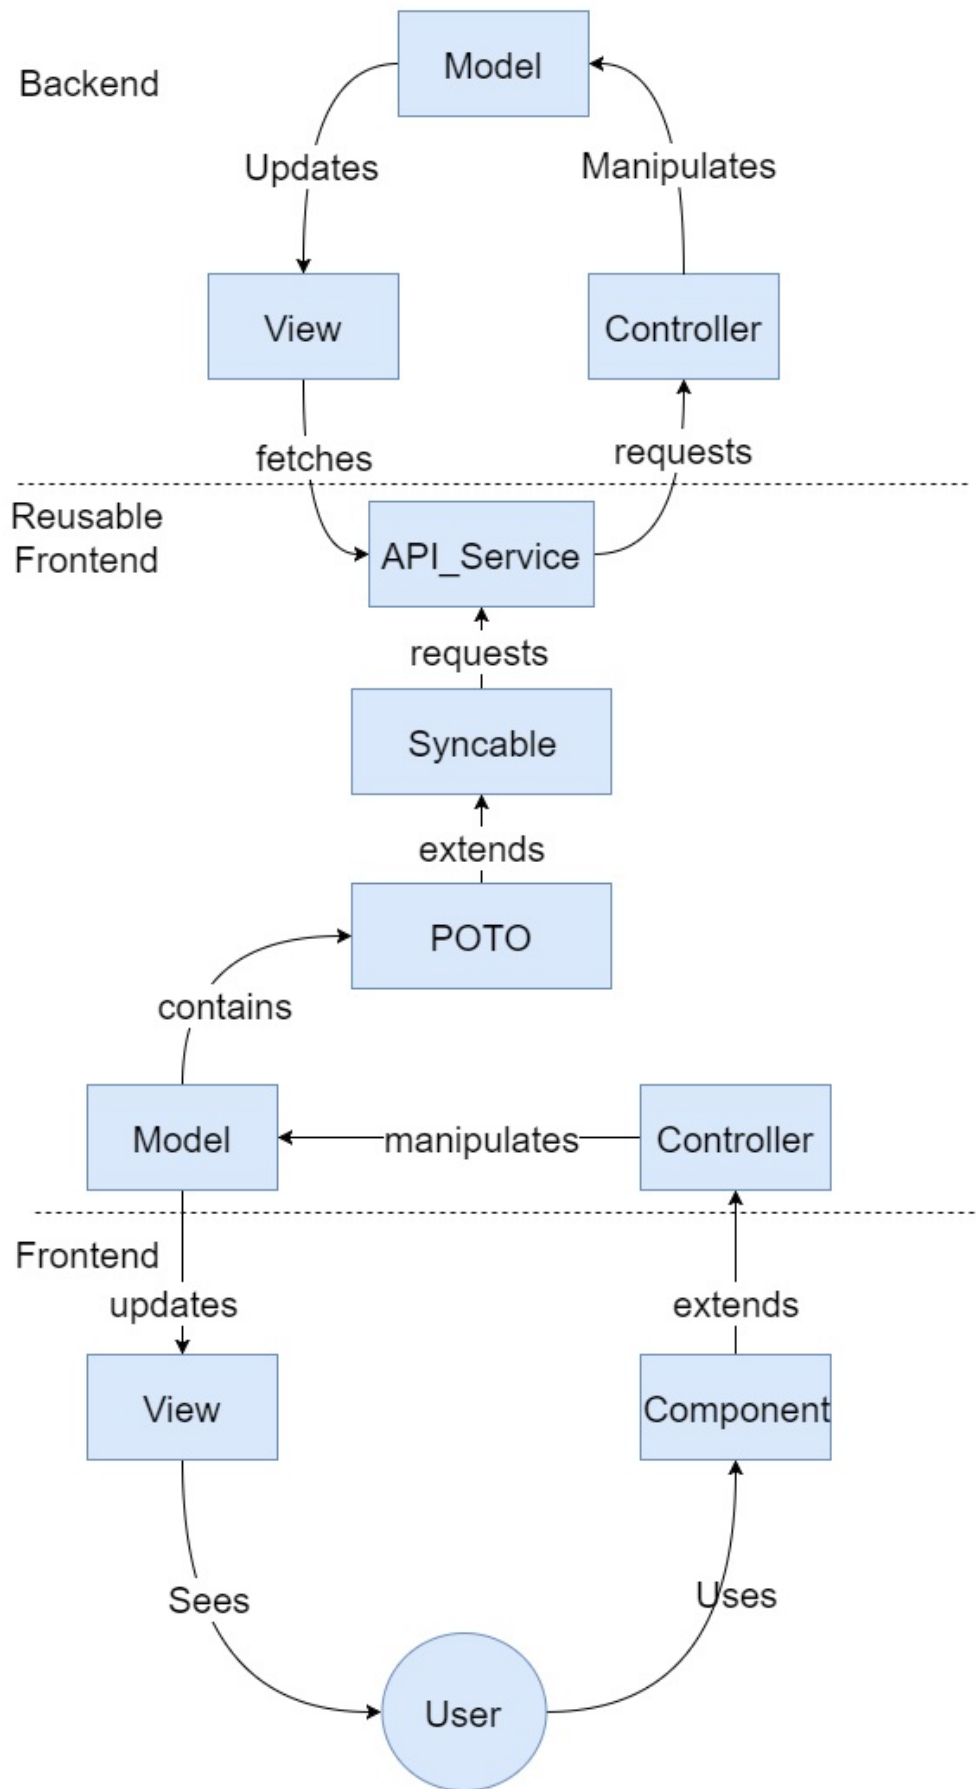 Model
Backend
Updates
Manipulates
View
Controller
fetches
requests
Reusable
Frontend
API_Service
requests
Syncable
extends
POTO
contains
Model
manipulates
Controller
Frontend
updates
extends
View
Component
Sees
Uses
User